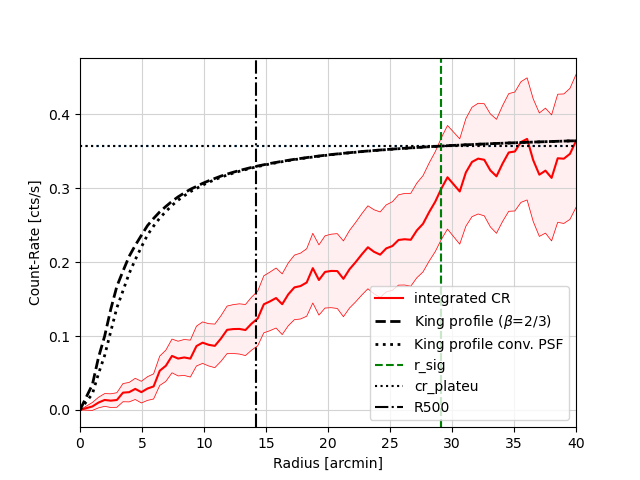 Count-Rate [cts/s]
0.4
0.3
0.2
0.1
0.0
0 5 10 15 20 25 30 35 40
Radius [arcmin]
integrated CR
King profile (β=2/3)
King profile conv. PSF
r_sig
cr_plateu
R500